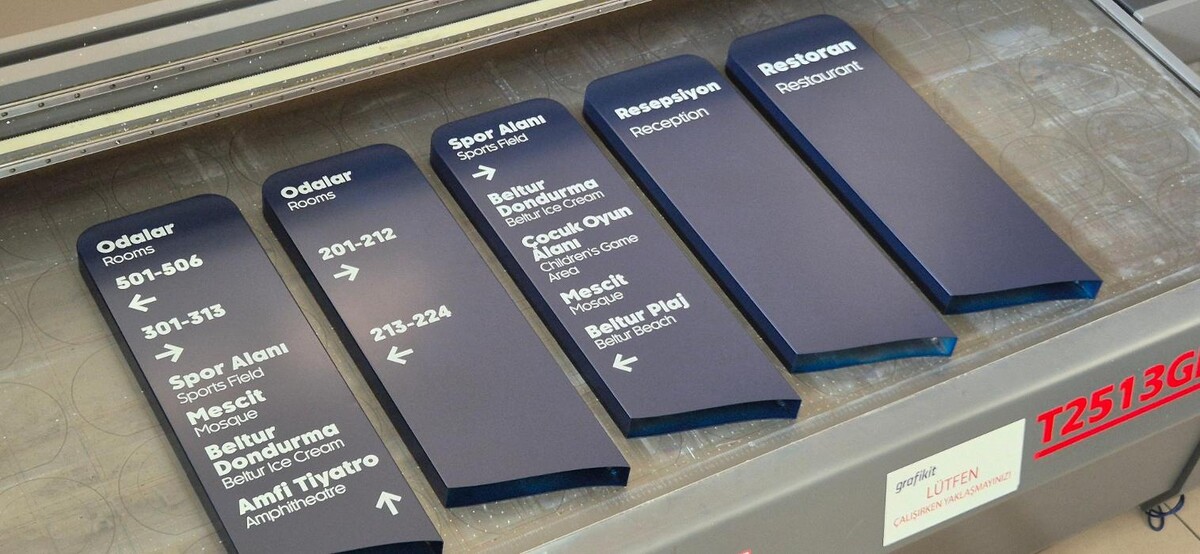 Odalar
Rooms
501-506
←
301-313
→
Spor Alanı
Sports Field
Mescit
Mosque
Beltur
Dondurma
Beltur Ice Cream
Amfi Tiyatro
Amphitheatre
↑
Odalar
Rooms
201-212
→
213-224
←
Spor Alanı
Sports Field
→
Beltur
Dondurma
Beltur Ice Cream
Çocuk Oyun
Alanı
Children's Game
Area
Mescit
Mosque
Beltur Plaj
Beltur Beach
←
Resepsiyon
Reception
Restoran
Restaurant
T2513G
grafikit
LÜTFEN
ÇALIŞIRKEN YAKLAŞMAYINIZ!